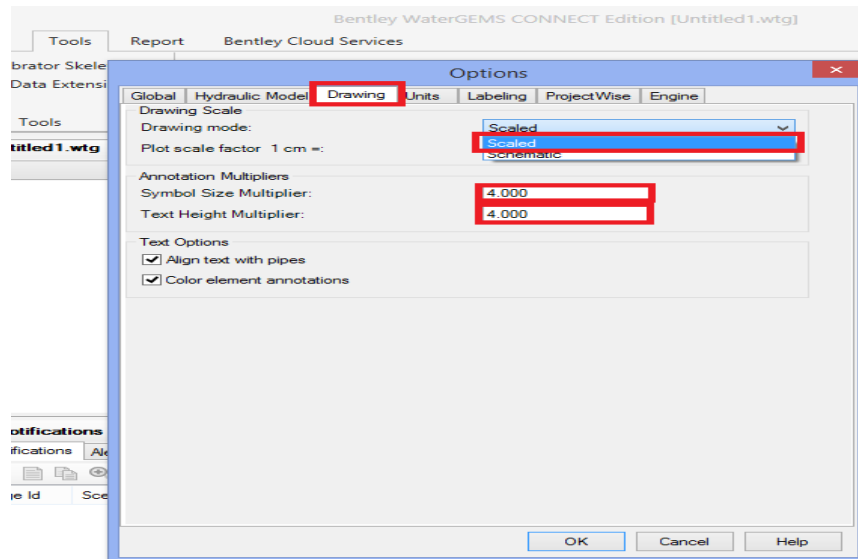 Bentley WaterGEMS CONNECT Edition [Untitled1.wtg]
Tools Report Bentley Cloud Services
brator Skele
Data Extensi
Options
Global Hydraulic Model Drawing Units Labeling ProjectWise Engine
Tools
Drawing Scale
Drawing mode: Scaled
titled1.wtg
Plot scale factor 1 cm =: Scaled
Schematic
Annotation Multipliers
Symbol Size Multiplier: 4.000
Text Height Multiplier: 4.000
Text Options
Align text with pipes
Color element annotations
otifications
ifications Ale
ge Id Sce
OK Cancel Help